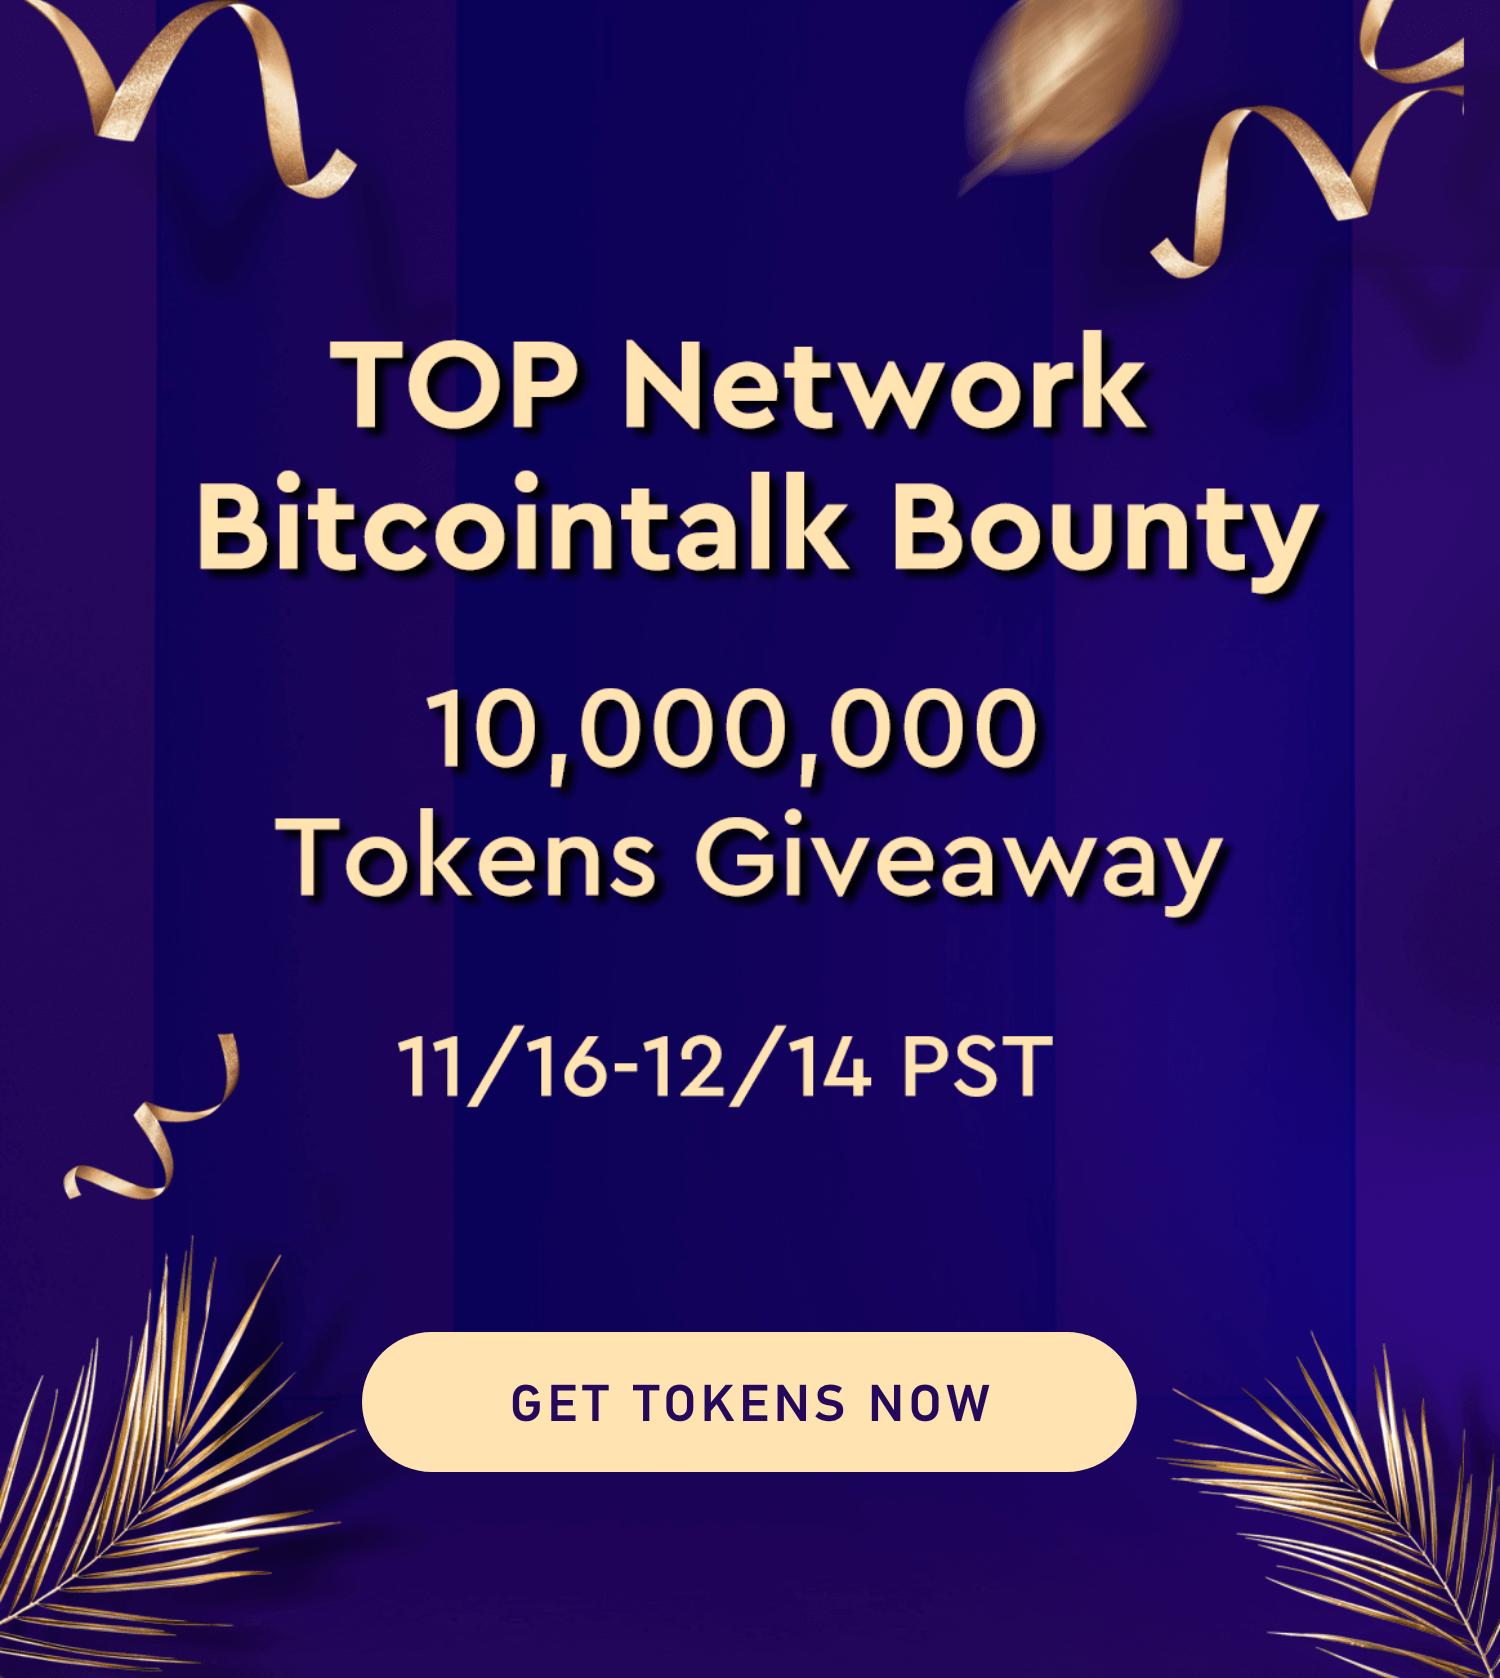 TOP Network
Bitcointalk Bounty
10,000,000
Tokens Giveaway
11/16-12/14 PST
GET TOKENS NOW